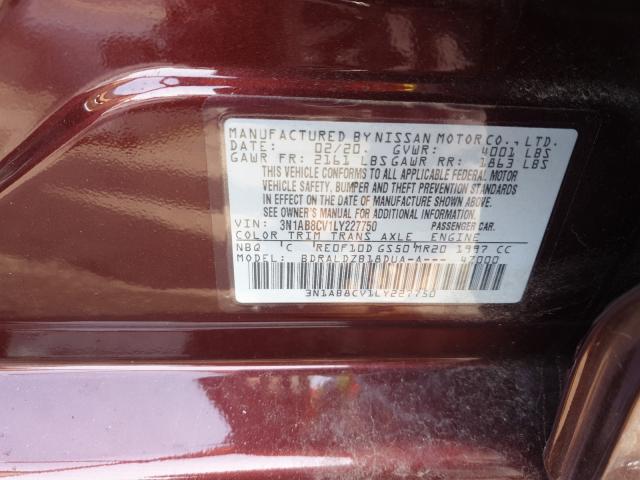 MANUFACTURED BY NISSAN MOTOR CO., LTD.
DATE: 02/20 GVWR: 4001 LBS
GAWR FR: 2161 LBS GAWR RR: 1863 LBS
THIS VEHICLE CONFORMS TO ALL APPLICABLE FEDERAL MOTOR
VEHICLE SAFETY, BUMPER AND THEFT PREVENTION STANDARDS
IN EFFECT ON THE DATE OF MANUFACTURE SHOWN ABOVE.
SEE OWNER'S MANUAL FOR ADDITIONAL INFORMATION.
VIN: 3N1AB8CV1LY227750 PASSENGER CAR.
COLOR TRIM TRANS AXLE ENGINE
NBQ C RE0F10D GS50 MR20 1997 CC
MODEL: BDRALDZB18DUA-A--- 47000
3N1AB8CV1LY227750